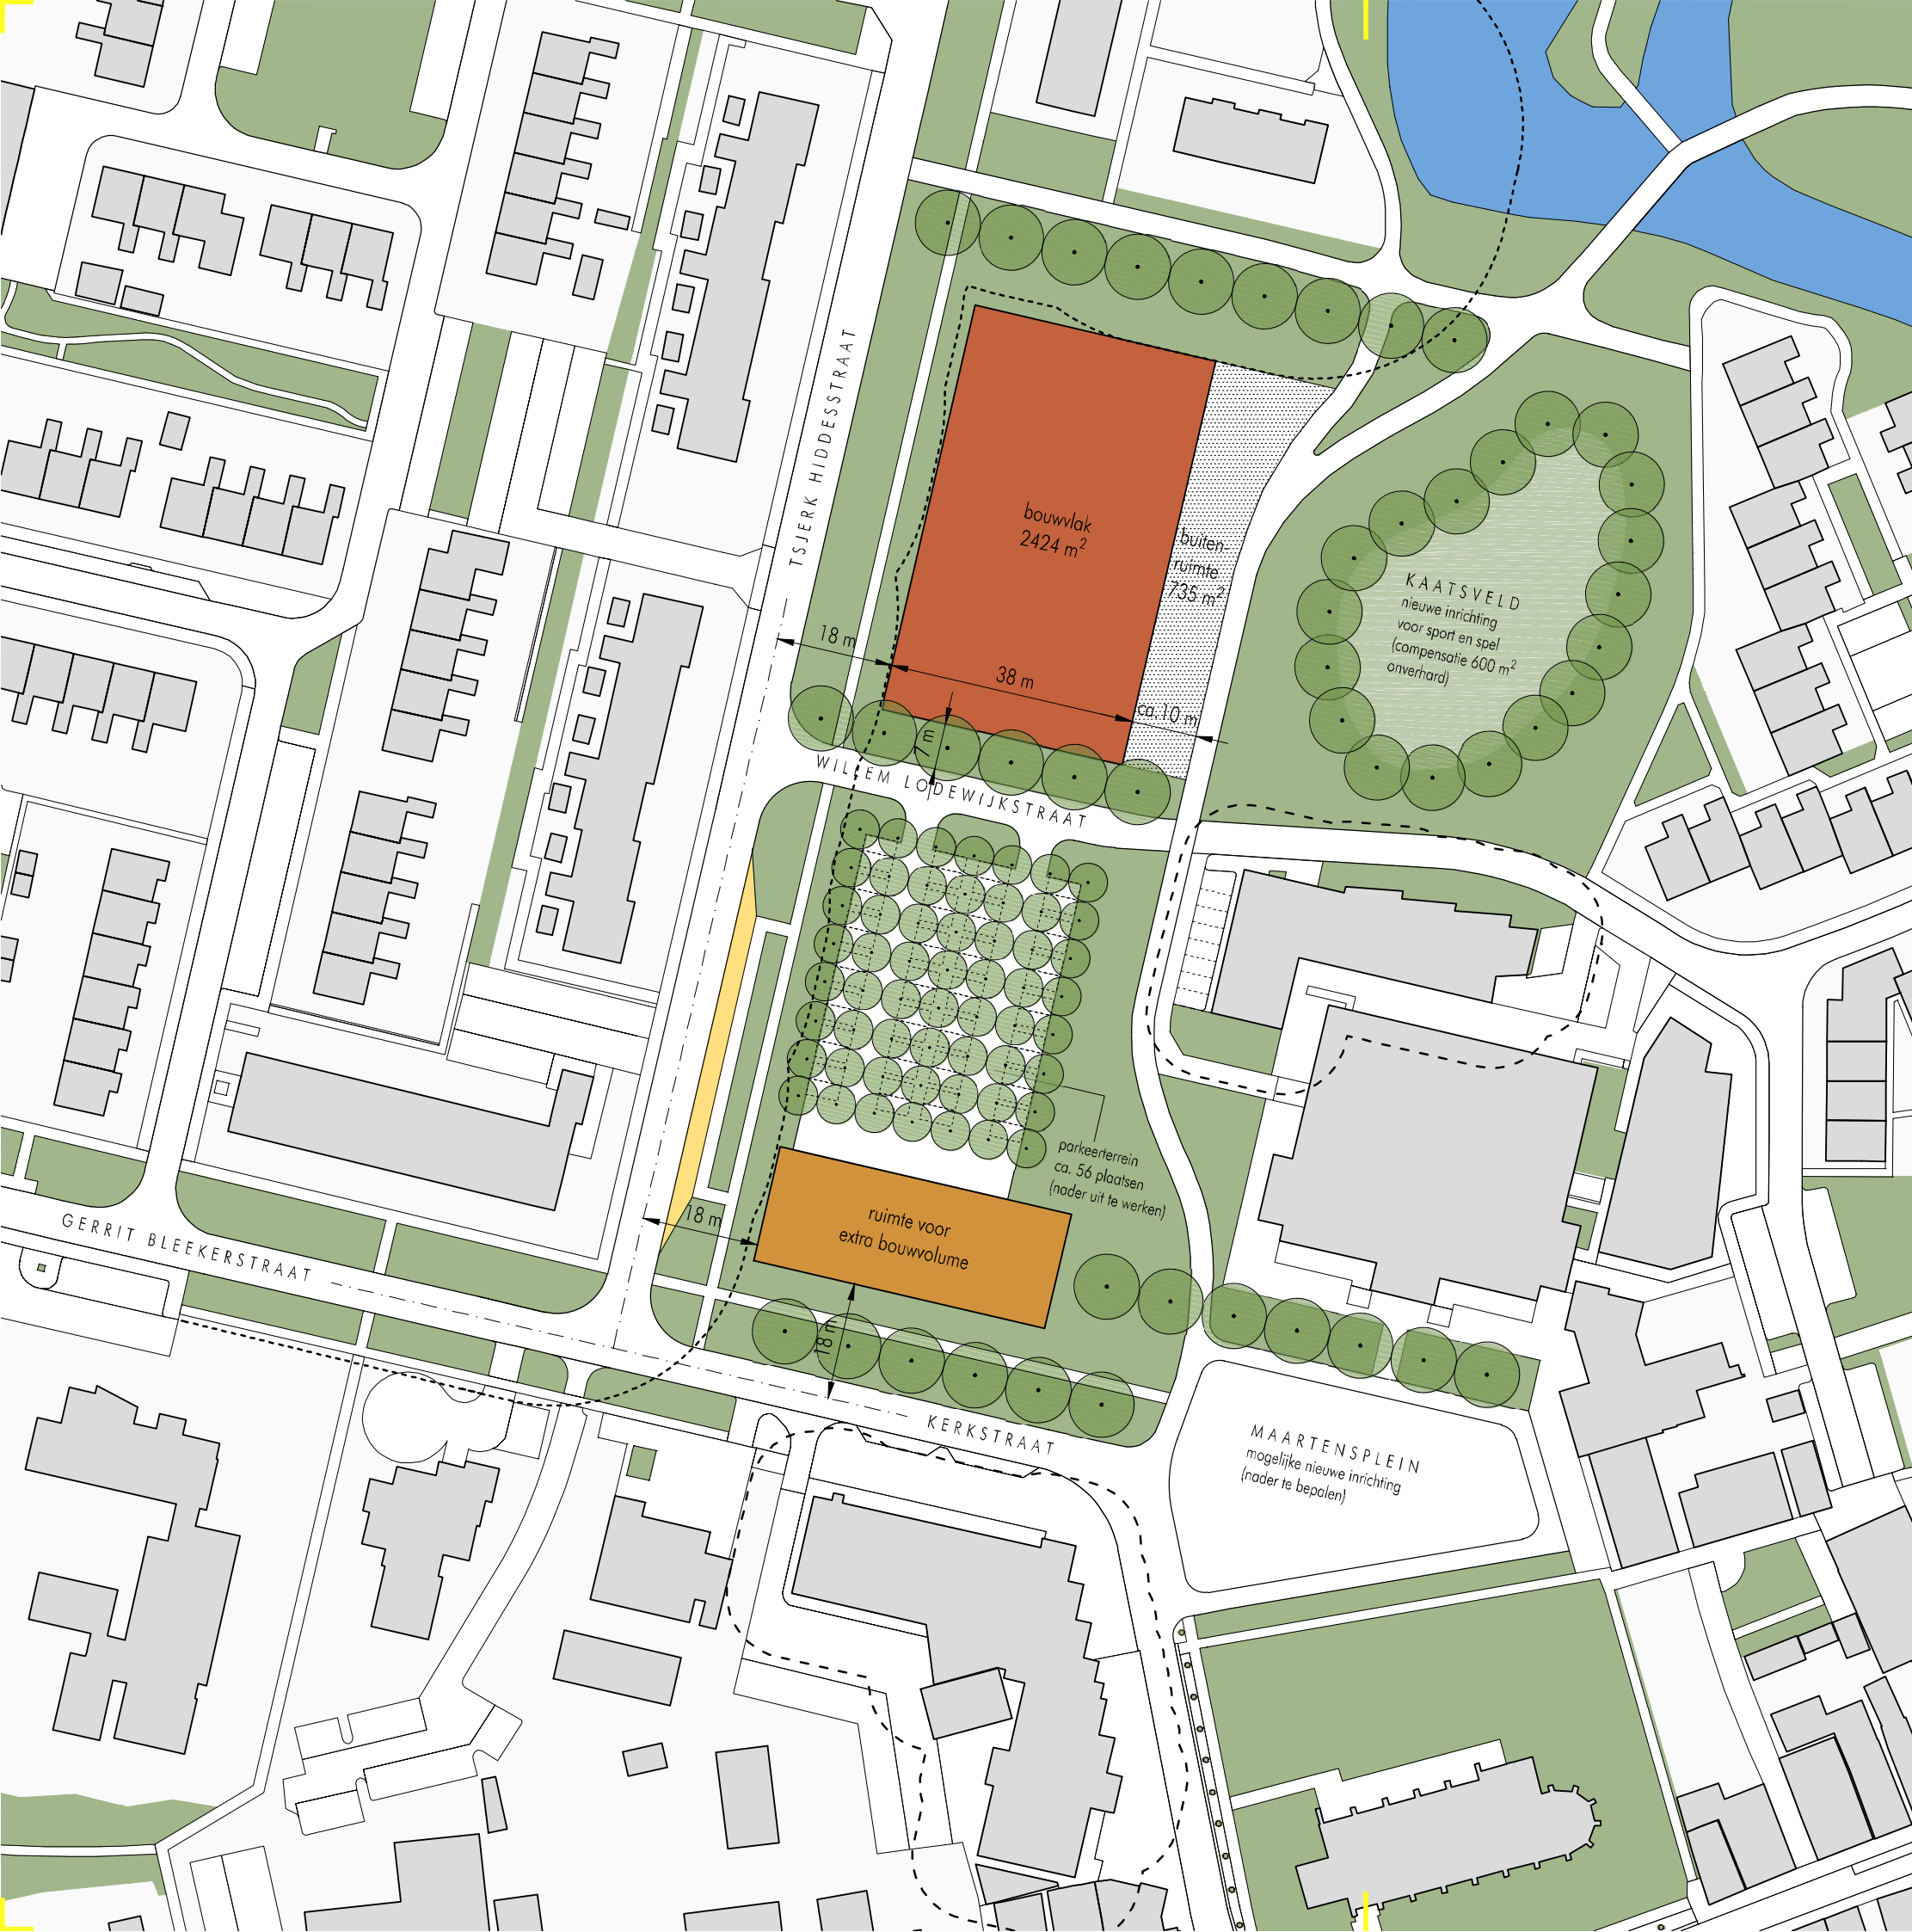 TSJERK HIDDESSTRAAT
bouwvlak
2424 m²
buiten-
ruimte
735 m²
KAATSVELD
nieuwe inrichting
voor sport en spel
(compensatie 600 m²
onverhard)
18 m
38 m
ca. 10 m
7 m
WILLEM LODEWIJKSTRAAT
parkeerterrein
ca. 56 plaatsen
(nader uit te werken)
18 m
ruimte voor
extra bouwvolume
18 m
GERRIT BLEEKERSTRAAT
KERKSTRAAT
MAARTENSPLEIN
mogelijke nieuwe inrichting
(nader te bepalen)